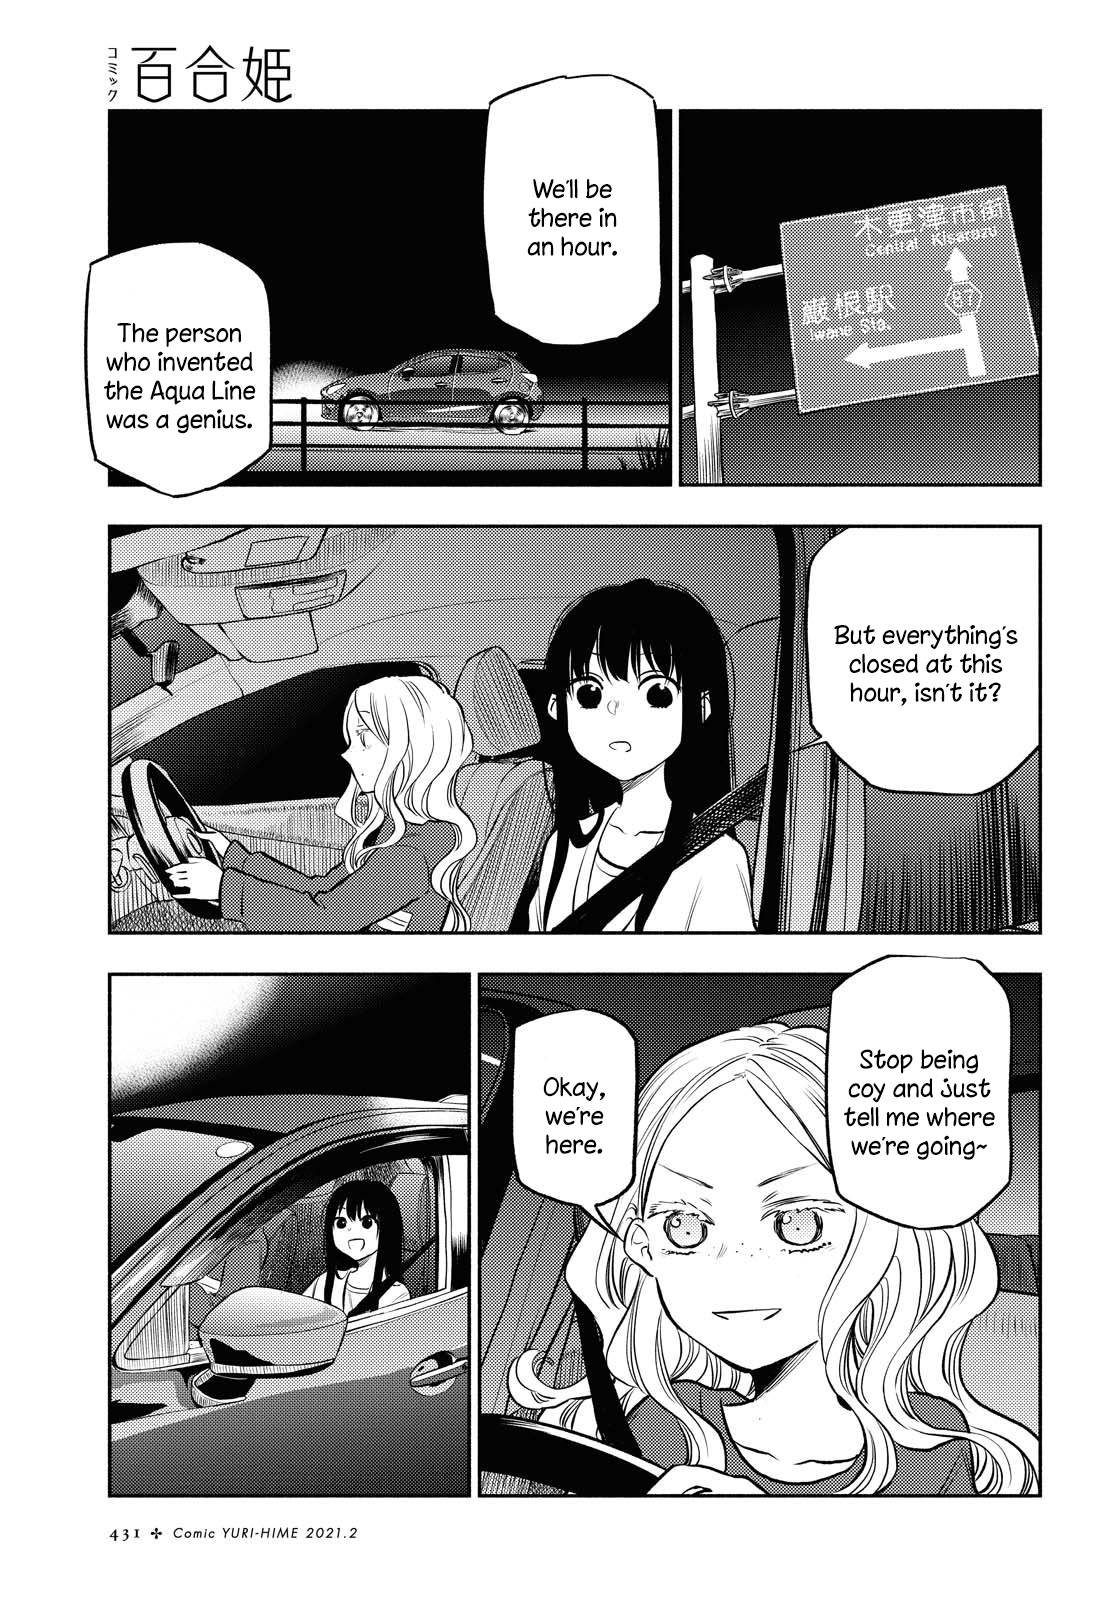 コミック 百合姫
木更津市街
Central Kisarazu
巌根駅
Iwane Sta.
87
We'll be
there in
an hour.
The person
who invented
the Aqua Line
was a genius.
But everything's
closed at this
hour, isn't it?
Stop being
coy and just
tell me where
we're going~
Okay,
we're
here.
431 ✣ Comic YURI-HIME 2021.2